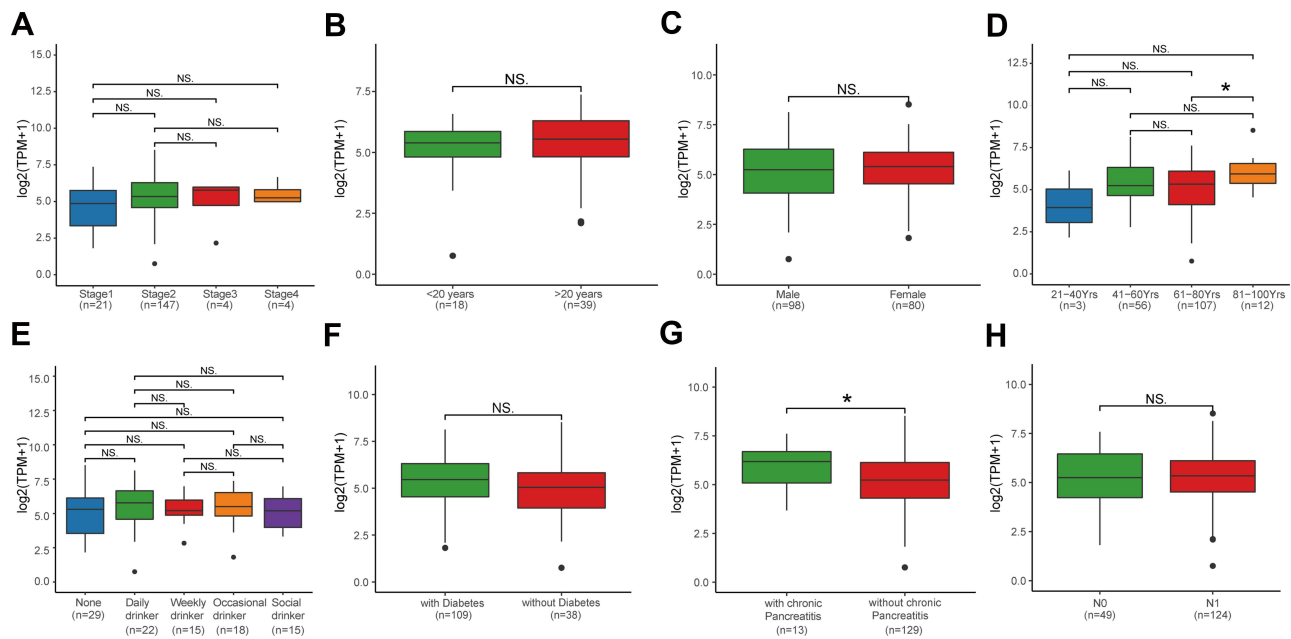 A
log2(TPM+1)
15.0
12.5
10.0
7.5
5.0
2.5
0.0
NS.
NS.
NS.
NS.
NS.
Stage1 Stage2 Stage3 Stage4
(n=21) (n=147) (n=4) (n=4)
B
log2(TPM+1)
7.5
5.0
2.5
0.0
NS.
<20 years >20 years
(n=18) (n=39)
C
log2(TPM+1)
10.0
7.5
5.0
2.5
0.0
NS.
Male Female
(n=98) (n=80)
D
log2(TPM+1)
12.5
10.0
7.5
5.0
2.5
0.0
NS.
NS.
*
NS.
NS.
NS.
21−40Yrs 41−60Yrs 61−80Yrs 81−100Yrs
(n=3) (n=56) (n=107) (n=12)
E
log2(TPM+1)
15.0
12.5
10.0
7.5
5.0
2.5
0.0
NS.
NS.
NS.
NS.
NS.
NS.
NS.
NS.
NS.
NS.
None Daily Weekly Occasional Social
(n=29) drinker drinker drinker drinker
(n=22) (n=15) (n=18) (n=15)
F
log2(TPM+1)
10.0
7.5
5.0
2.5
0.0
NS.
with Diabetes without Diabetes
(n=109) (n=38)
G
log2(TPM+1)
10.0
7.5
5.0
2.5
0.0
*
with chronic without chronic
Pancreatitis Pancreatitis
(n=13) (n=129)
H
log2(TPM+1)
10.0
7.5
5.0
2.5
0.0
NS.
N0 N1
(n=49) (n=124)